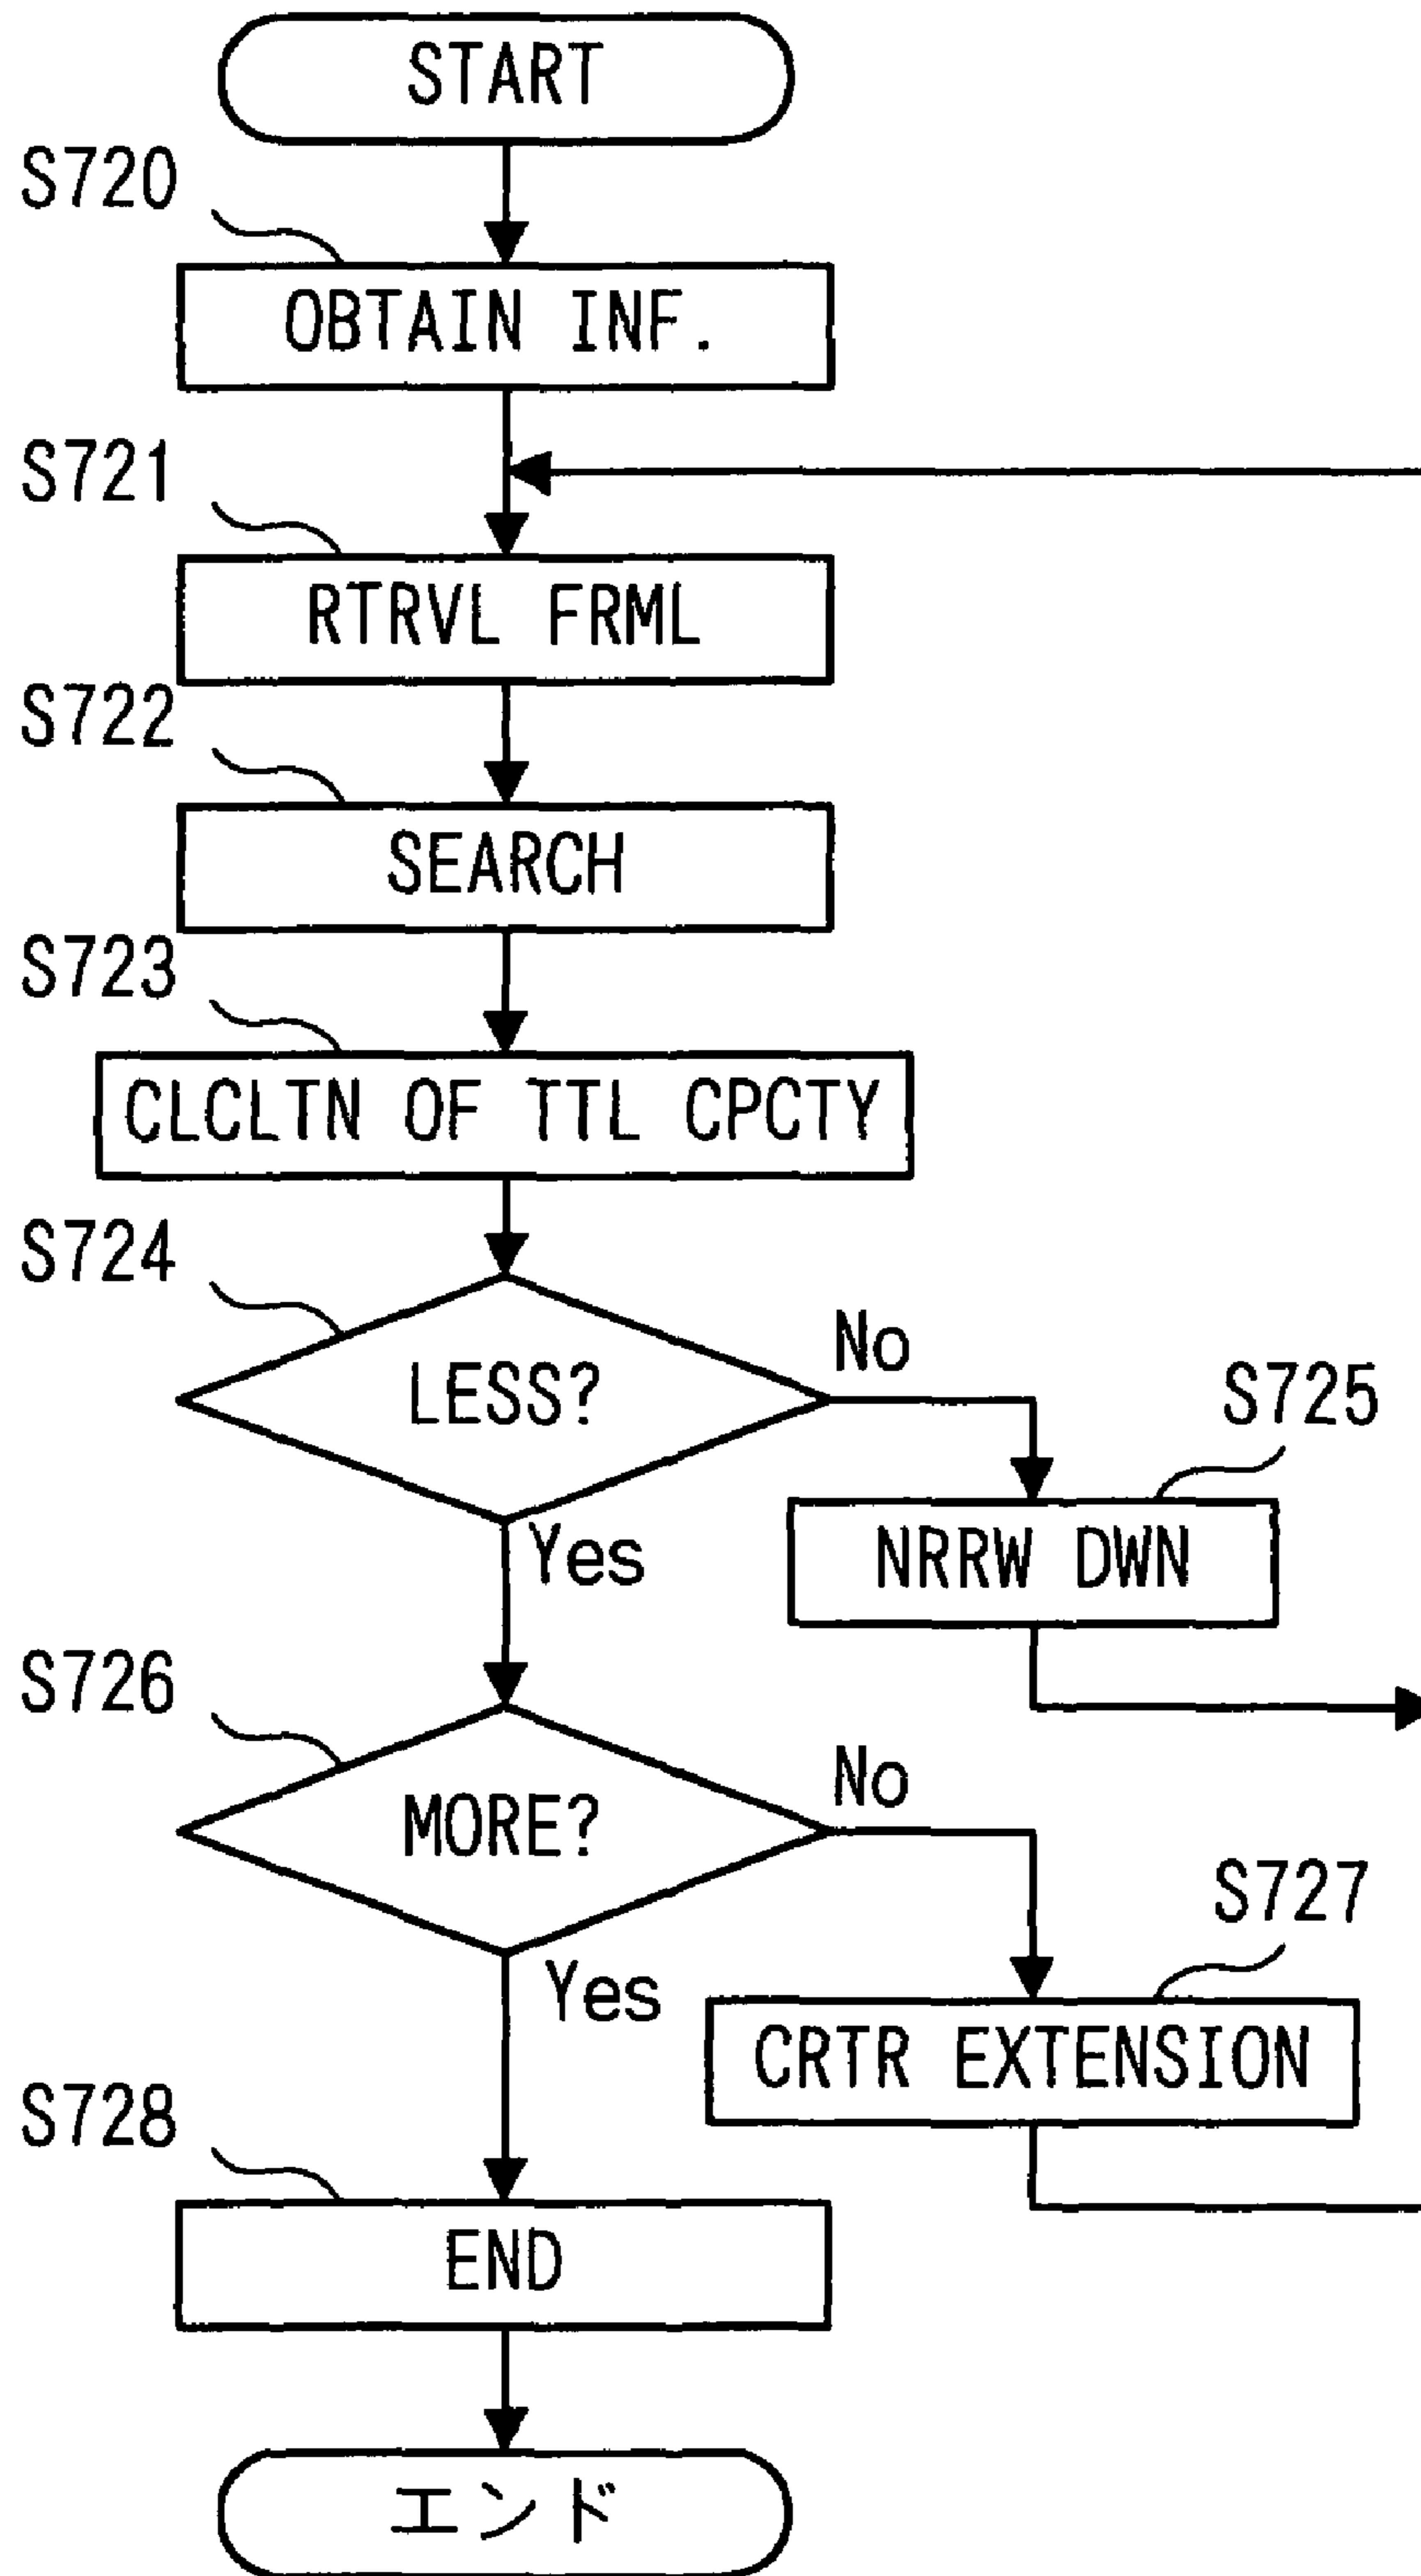 START
S720
OBTAIN INF.
S721
RTRVL FRML
S722
SEARCH
S723
CLCLTN OF TTL CPCTY
S724
LESS?
No
S725
Yes
NRRW DWN
S726
MORE?
No
S727
Yes
CRTR EXTENSION
S728
END
エンド